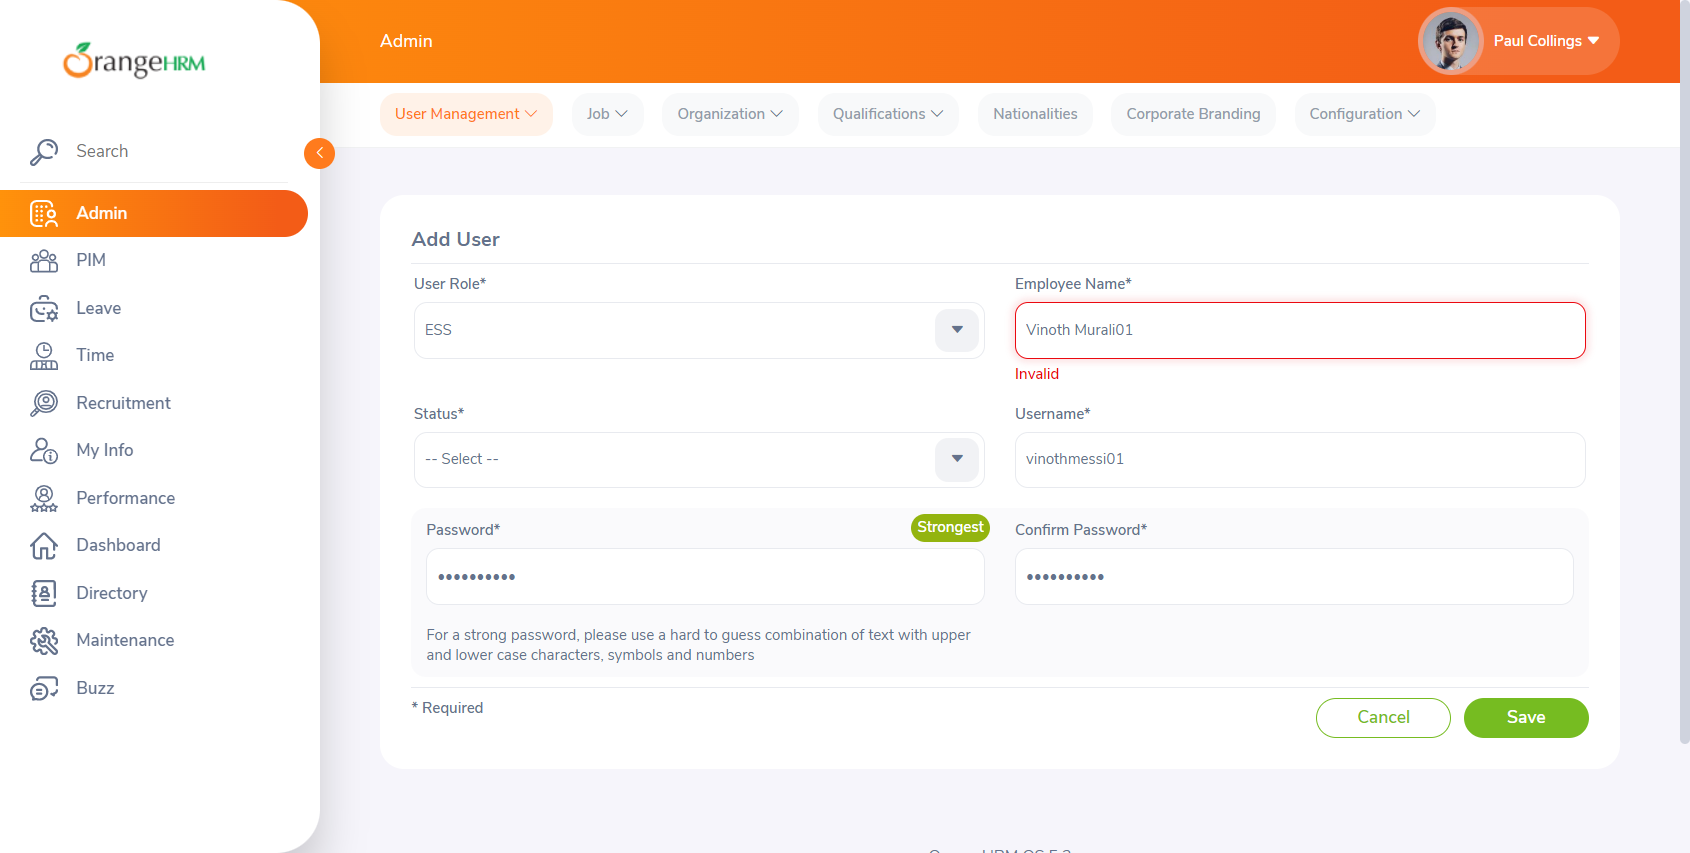 OrangeHRM
Admin
Paul Collings
User Management
Job
Organization
Qualifications
Nationalities
Corporate Branding
Configuration
Search
Admin
PIM
Leave
Time
Recruitment
My Info
Performance
Dashboard
Directory
Maintenance
Buzz
Add User
User Role*
Employee Name*
ESS
Vinoth Murali01
Invalid
Status*
Username*
-- Select --
vinothmessi01
Password*
Strongest
Confirm Password*
••••••••••
••••••••••
For a strong password, please use a hard to guess combination of text with upper
and lower case characters, symbols and numbers
* Required
Cancel
Save